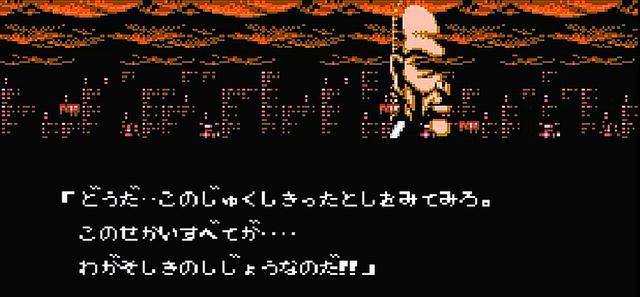 「どうだ‥このじゅくしきったとしをみてみろ。
このせかいすべてが‥‥
わがそしきのしじょうなのだ!!」